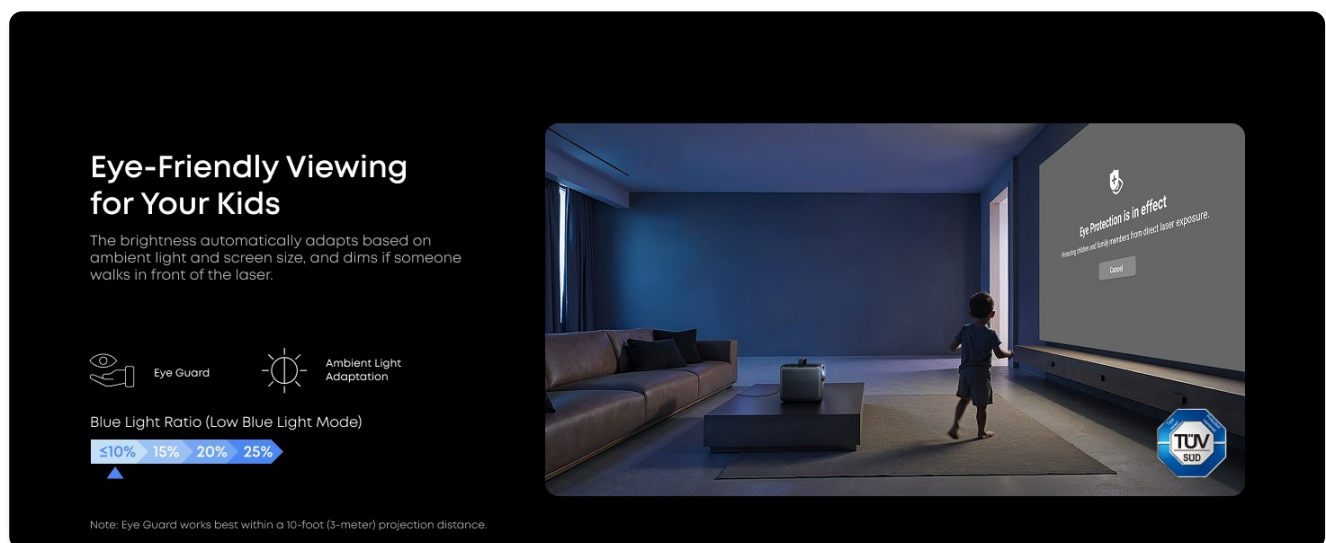 Eye-Friendly Viewing
for Your Kids
The brightness automatically adapts based on
ambient light and screen size, and dims if someone
walks in front of the laser.
Eye Guard
Ambient Light
Adaptation
Blue Light Ratio (Low Blue Light Mode)
≤10% 15% 20% 25%
Note: Eye Guard works best within a 10-foot (3-meter) projection distance.
Eye Protection is in effect
Protecting children and family members from direct laser exposure.
Cancel
TÜV
SÜD